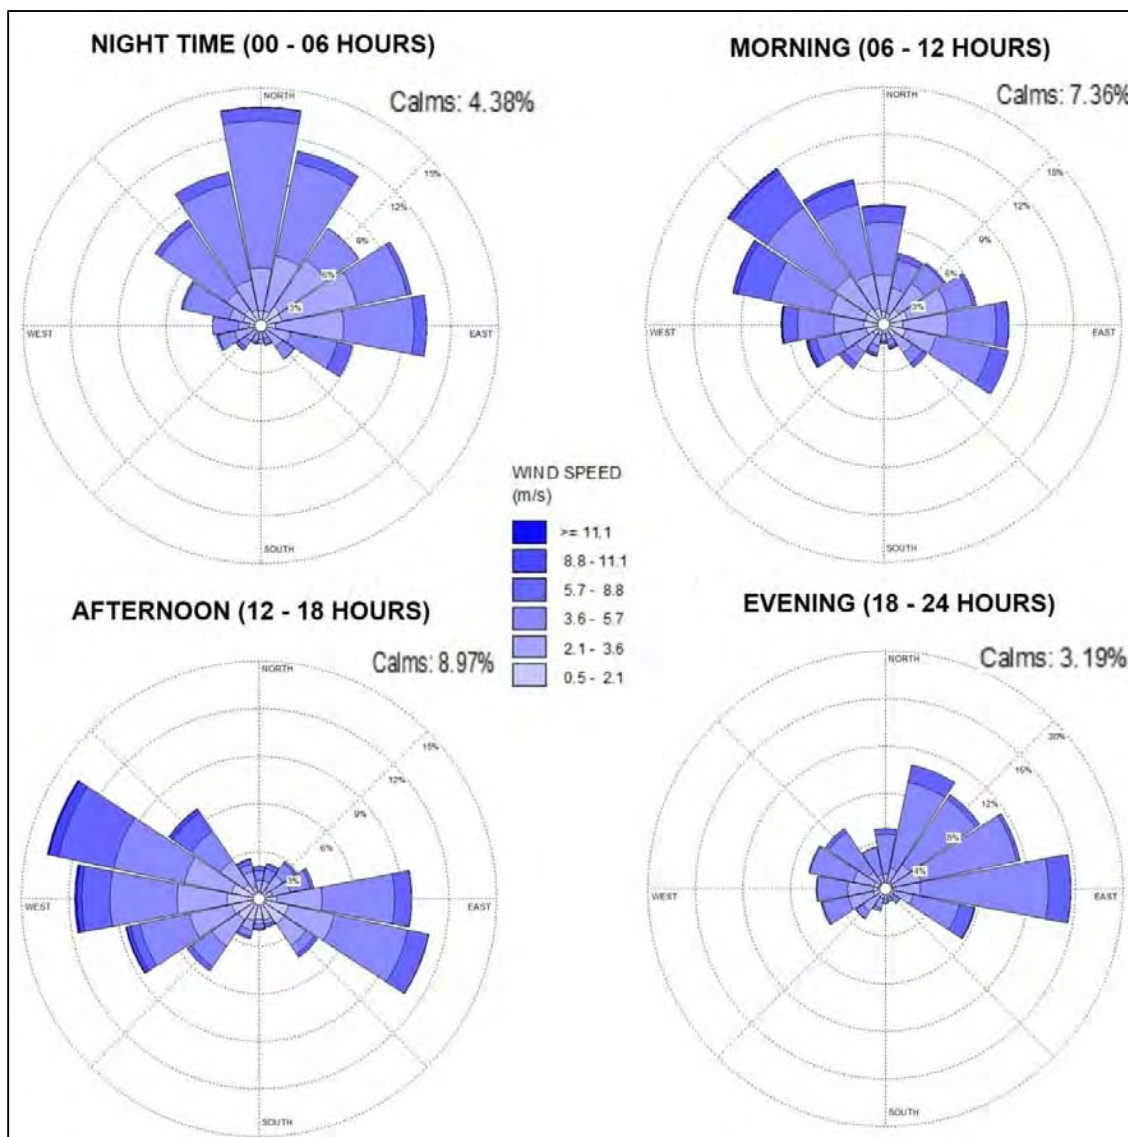 NIGHT TIME (00 - 06 HOURS)
Calms: 4.38%
NORTH
15%
12%
9%
6%
3%
WEST
EAST
SOUTH
MORNING (06 - 12 HOURS)
Calms: 7.36%
NORTH
15%
12%
9%
6%
3%
WEST
EAST
SOUTH
WIND SPEED
(m/s)
>= 11.1
8.8 - 11.1
5.7 - 8.8
3.6 - 5.7
2.1 - 3.6
0.5 - 2.1
AFTERNOON (12 - 18 HOURS)
Calms: 8.97%
NORTH
15%
12%
9%
6%
3%
WEST
EAST
SOUTH
EVENING (18 - 24 HOURS)
Calms: 3.19%
NORTH
20%
16%
12%
8%
4%
WEST
EAST
SOUTH